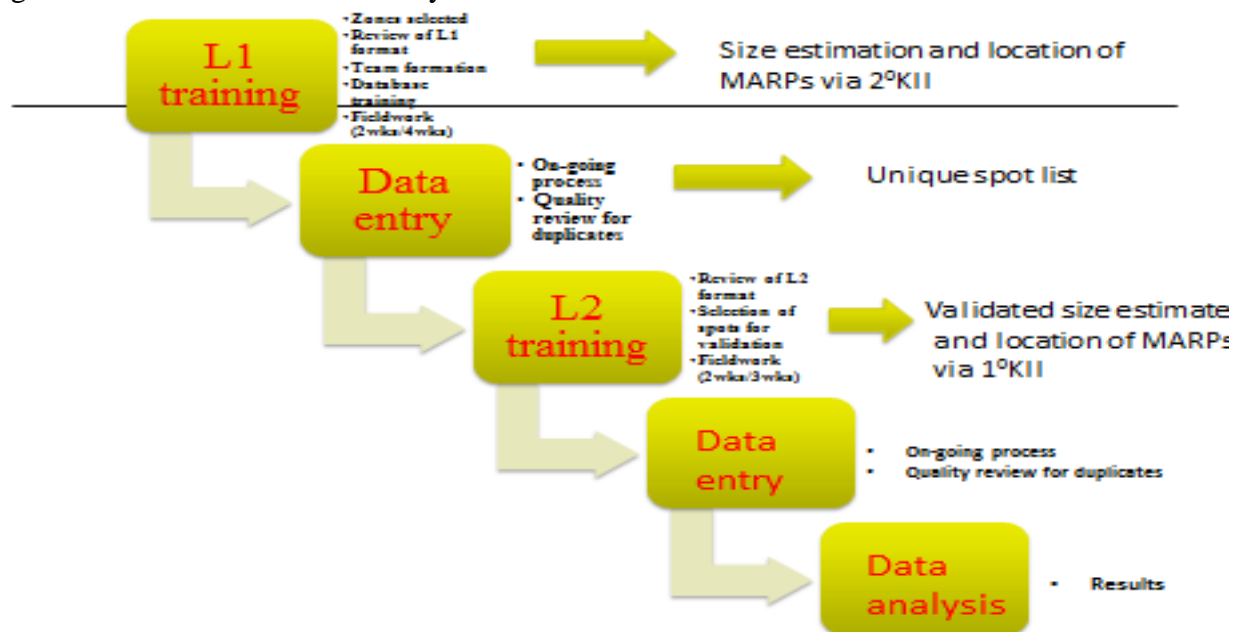 L1
training
•Zones selected
•Review of L1
format
•Team formation
•Database
training
•Fieldwork
(2wks/4wks)
Size estimation and location of
MARPs via 2⁰KII
Data
entry
• On-going
process
• Quality
review for
duplicates
Unique spot list
L2
training
•Review of L2
format
•Selection of
spots for
validation
•Fieldwork
(2wks/3wks)
Validated size estimate
and location of MARPs
via 1⁰KII
Data
entry
• On-going process
• Quality review for duplicates
Data
analysis
• Results